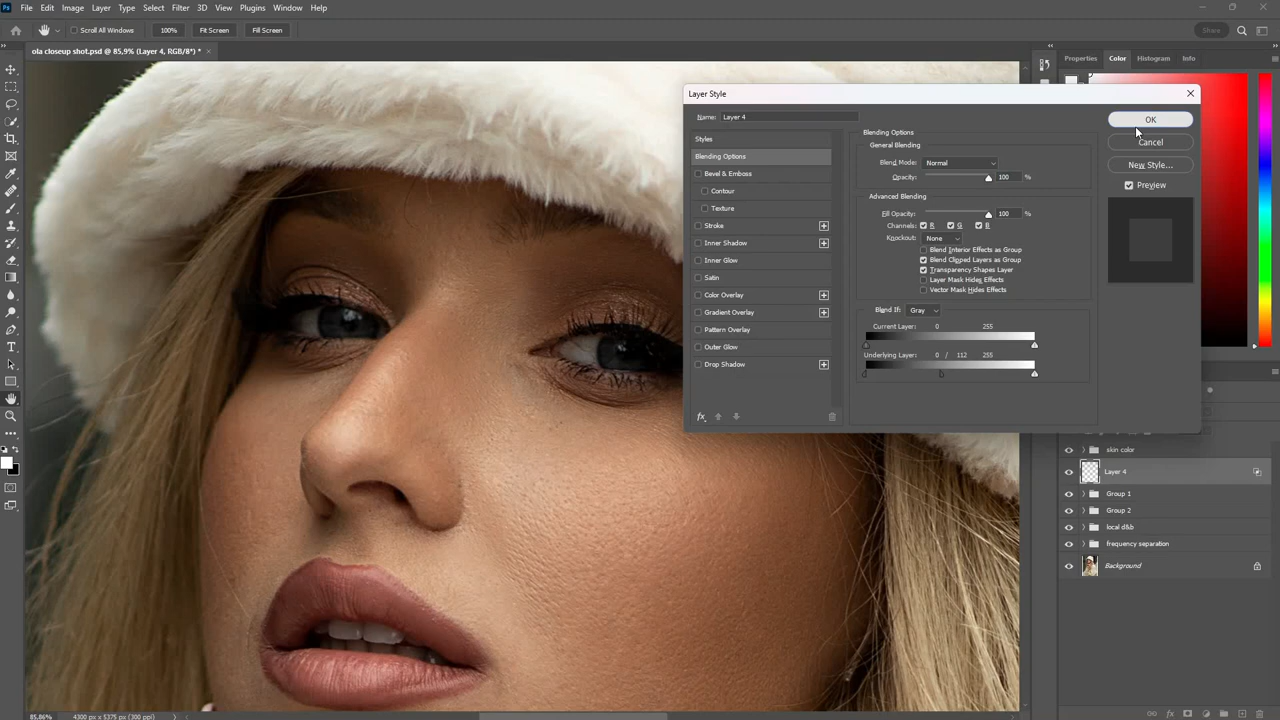 Ps File Edit Image Layer Type Select Filter 3D View Plugins Window Help
Scroll All Windows 100% Fit Screen Fill Screen Share
ola closeup shot.psd @ 85,9% (Layer 4, RGB/8*) * ×
Properties Color Histogram Info
Layer Style
Name: Layer 4
OK
Cancel
New Style...
Preview
Styles
Blending Options
Bevel & Emboss
Contour
Texture
Stroke
Inner Shadow
Inner Glow
Satin
Color Overlay
Gradient Overlay
Pattern Overlay
Outer Glow
Drop Shadow
fx
Blending Options
General Blending
Blend Mode: Normal
Opacity: 100 %
Advanced Blending
Fill Opacity: 100 %
Channels: R G B
Knockout: None
Blend Interior Effects as Group
Blend Clipped Layers as Group
Transparency Shapes Layer
Layer Mask Hides Effects
Vector Mask Hides Effects
Blend If: Gray
Current Layer: 0 255
Underlying Layer: 0 / 112 255
skin color
Layer 4
Group 1
Group 2
local d&b
frequency separation
Background
85,86% 4300 px x 5375 px (300 ppi)